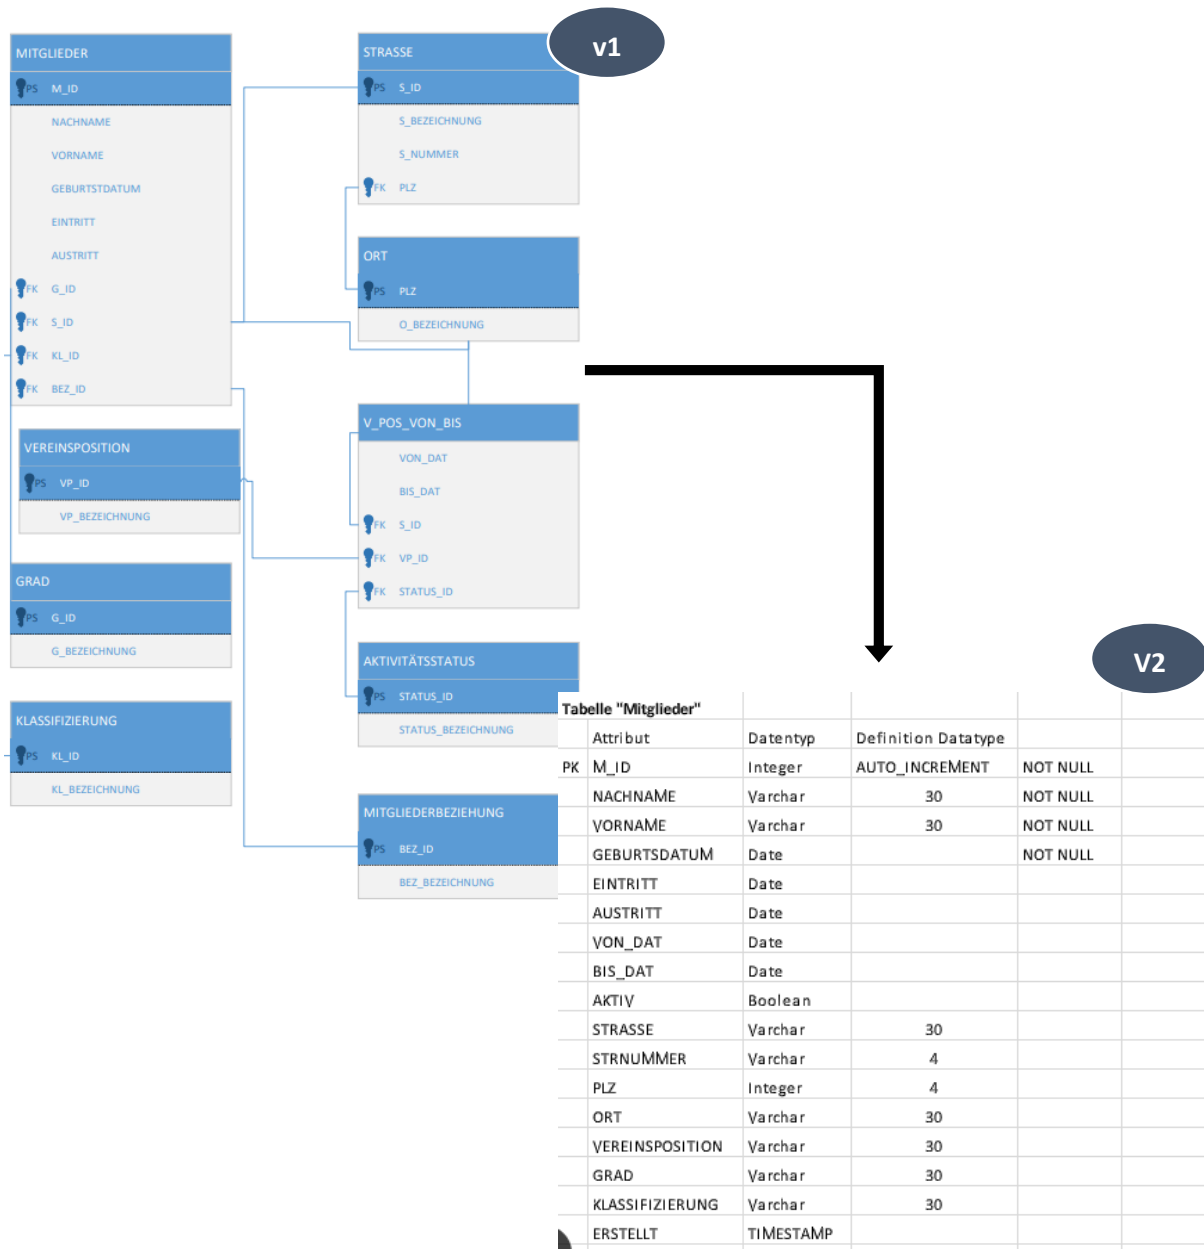 v1
MITGLIEDER
PS M_ID
NACHNAME
VORNAME
GEBURTSTDATUM
EINTRITT
AUSTRITT
FK G_ID
FK S_ID
FK KL_ID
FK BEZ_ID
VEREINSPOSITION
PS VP_ID
VP_BEZEICHNUNG
GRAD
PS G_ID
G_BEZEICHNUNG
KLASSIFIZIERUNG
PS KL_ID
KL_BEZEICHNUNG
STRASSE
PS S_ID
S_BEZEICHNUNG
S_NUMMER
FK PLZ
ORT
PS PLZ
O_BEZEICHNUNG
V_POS_VON_BIS
VON_DAT
BIS_DAT
FK S_ID
FK VP_ID
FK STATUS_ID
AKTIVITÄTSSTATUS
PS STATUS_ID
STATUS_BEZEICHNUNG
MITGLIEDERBEZIEHUNG
PS BEZ_ID
BEZ_BEZEICHNUNG
V2
Tabelle "Mitglieder"
Attribut Datentyp Definition Datatype
PK M_ID Integer AUTO_INCREMENT NOT NULL
NACHNAME Varchar 30 NOT NULL
VORNAME Varchar 30 NOT NULL
GEBURTSDATUM Date NOT NULL
EINTRITT Date
AUSTRITT Date
VON_DAT Date
BIS_DAT Date
AKTIV Boolean
STRASSE Varchar 30
STRNUMMER Varchar 4
PLZ Integer 4
ORT Varchar 30
VEREINSPOSITION Varchar 30
GRAD Varchar 30
KLASSIFIZIERUNG Varchar 30
ERSTELLT TIMESTAMP